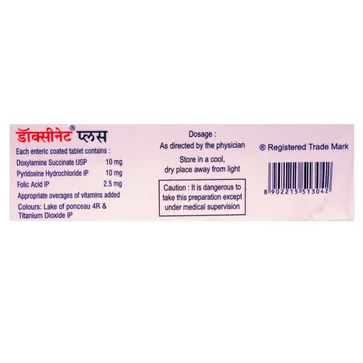 डॉक्सीनेट® प्लस
Each enteric coated tablet contains :
Doxylamine Succinate USP 10 mg
Pyridoxine Hydrochloride IP 10 mg
Folic Acid IP 2.5 mg
Appropriate overages of vitamins added
Colours: Lake of ponceau 4R &
Titanium Dioxide IP
Dosage :
As directed by the physician
Store in a cool,
dry place away from light
Caution : It is dangerous to
take this preparation except
under medical supervision
® Registered Trade Mark
8 902215 513042